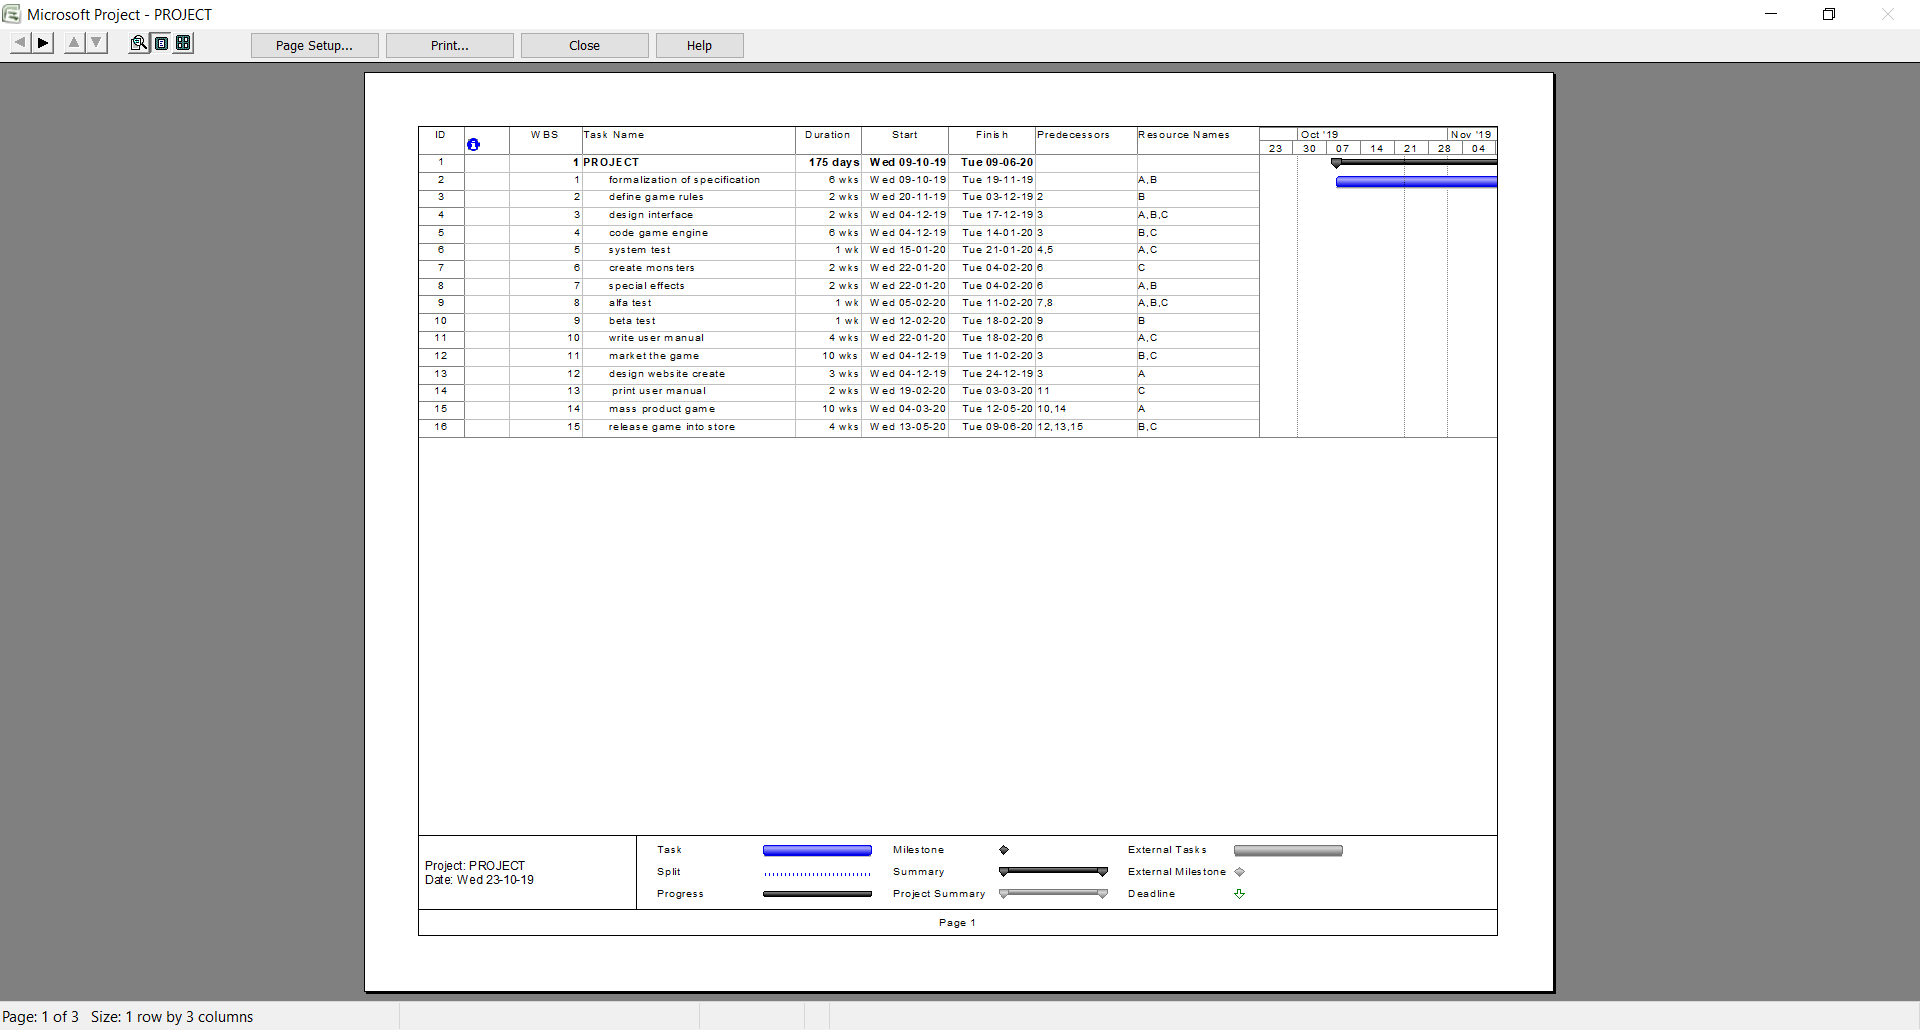 Microsoft Project - PROJECT
Page Setup... Print... Close Help
ID WBS Task Name Duration Start Finish Predecessors Resource Names Oct '19 Nov '19
23 30 07 14 21 28 04
1 1 PROJECT 175 days Wed 09-10-19 Tue 09-06-20
2 1 formalization of specification 6 wks Wed 09-10-19 Tue 19-11-19 A,B
3 2 define game rules 2 wks Wed 20-11-19 Tue 03-12-19 2 B
4 3 design interface 2 wks Wed 04-12-19 Tue 17-12-19 3 A,B,C
5 4 code game engine 6 wks Wed 04-12-19 Tue 14-01-20 3 B,C
6 5 system test 1 wk Wed 15-01-20 Tue 21-01-20 4,5 A,C
7 6 create monsters 2 wks Wed 22-01-20 Tue 04-02-20 6 C
8 7 special effects 2 wks Wed 22-01-20 Tue 04-02-20 6 A,B
9 8 alfa test 1 wk Wed 05-02-20 Tue 11-02-20 7,8 A,B,C
10 9 beta test 1 wk Wed 12-02-20 Tue 18-02-20 9 B
11 10 write user manual 4 wks Wed 22-01-20 Tue 18-02-20 6 A,C
12 11 market the game 10 wks Wed 04-12-19 Tue 11-02-20 3 B,C
13 12 design website create 3 wks Wed 04-12-19 Tue 24-12-19 3 A
14 13 print user manual 2 wks Wed 19-02-20 Tue 03-03-20 11 C
15 14 mass product game 10 wks Wed 04-03-20 Tue 12-05-20 10,14 A
16 15 release game into store 4 wks Wed 13-05-20 Tue 09-06-20 12,13,15 B,C
Project: PROJECT
Date: Wed 23-10-19
Task Milestone External Tasks
Split Summary External Milestone
Progress Project Summary Deadline
Page 1
Page: 1 of 3 Size: 1 row by 3 columns